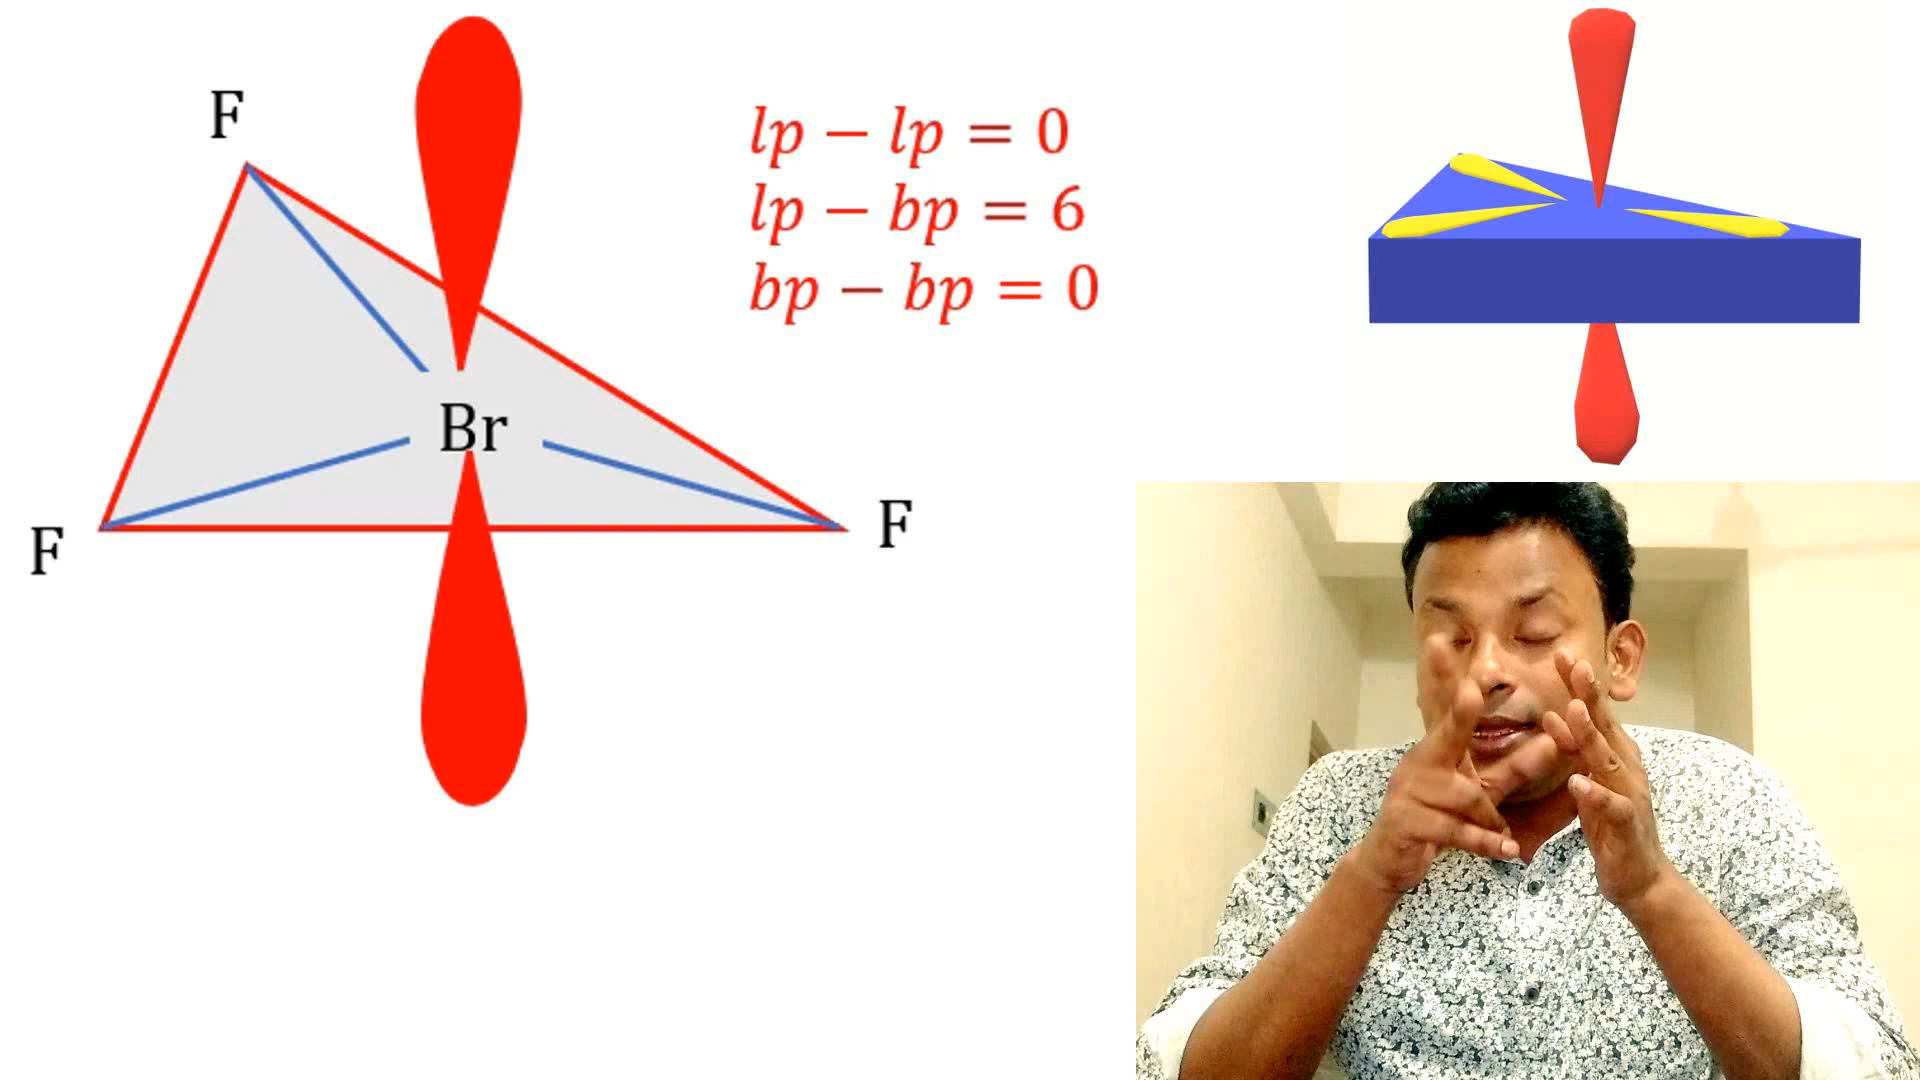 F
lp − lp = 0
lp − bp = 6
bp − bp = 0
Br
F
F